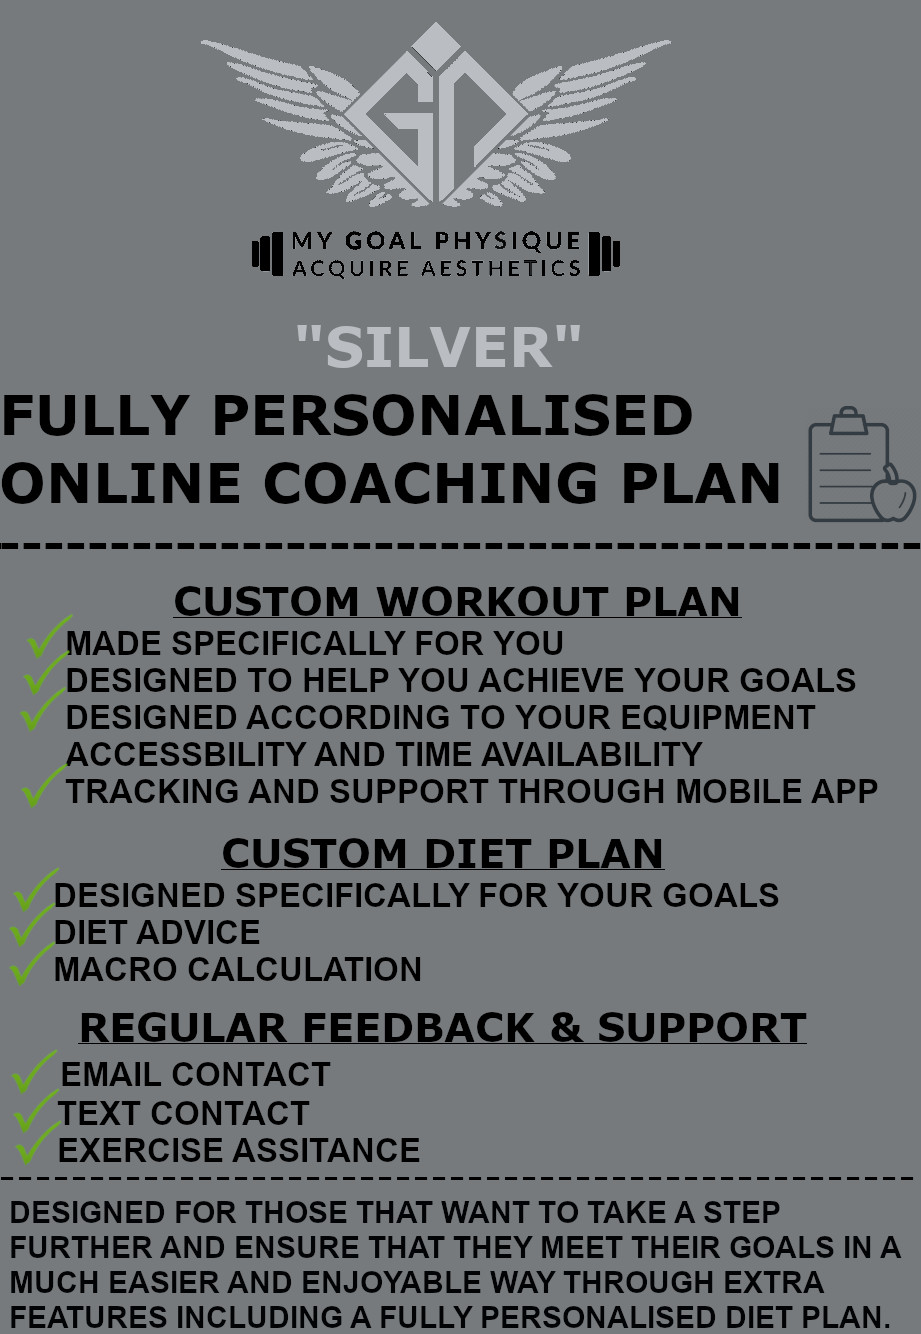 MY GOAL PHYSIQUE
ACQUIRE AESTHETICS
"SILVER"
FULLY PERSONALISED
ONLINE COACHING PLAN
CUSTOM WORKOUT PLAN
MADE SPECIFICALLY FOR YOU
DESIGNED TO HELP YOU ACHIEVE YOUR GOALS
DESIGNED ACCORDING TO YOUR EQUIPMENT
ACCESSBILITY AND TIME AVAILABILITY
TRACKING AND SUPPORT THROUGH MOBILE APP
CUSTOM DIET PLAN
DESIGNED SPECIFICALLY FOR YOUR GOALS
DIET ADVICE
MACRO CALCULATION
REGULAR FEEDBACK & SUPPORT
EMAIL CONTACT
TEXT CONTACT
EXERCISE ASSITANCE
DESIGNED FOR THOSE THAT WANT TO TAKE A STEP
FURTHER AND ENSURE THAT THEY MEET THEIR GOALS IN A
MUCH EASIER AND ENJOYABLE WAY THROUGH EXTRA
FEATURES INCLUDING A FULLY PERSONALISED DIET PLAN.